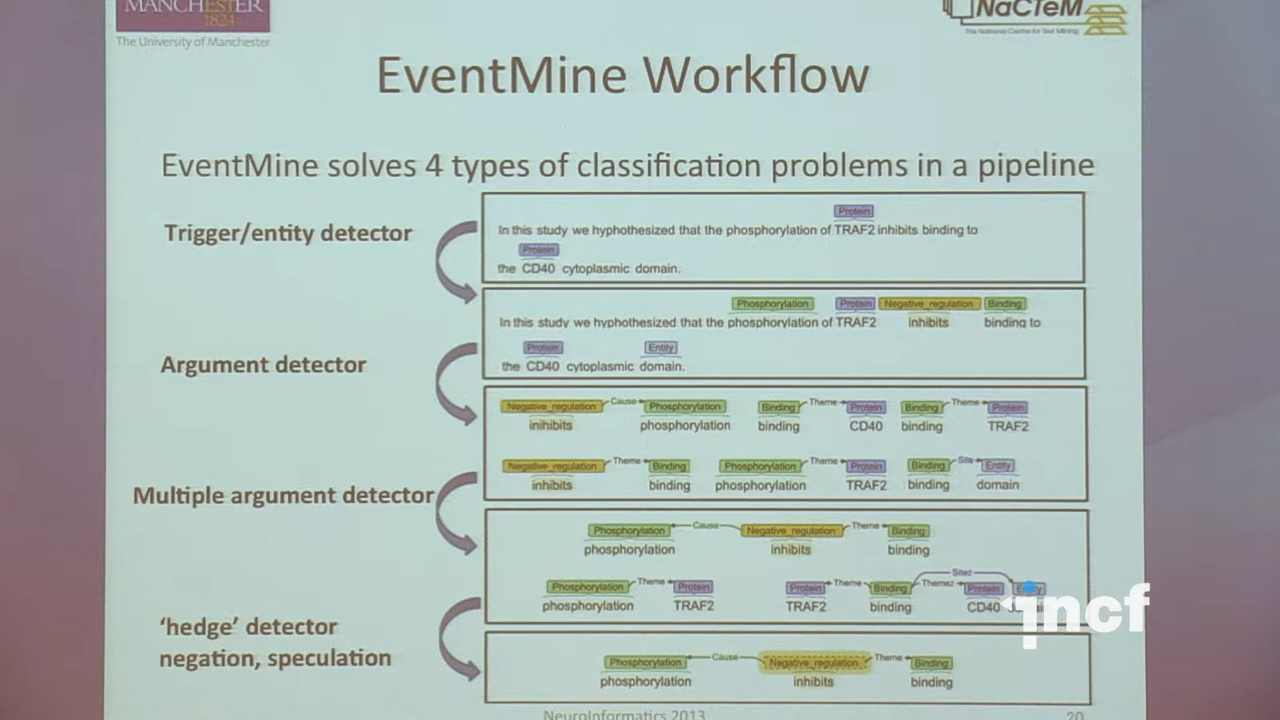 MANCHESTER
1824
The University of Manchester
NaCTeM
The National Centre for Text Mining
EventMine Workflow
EventMine solves 4 types of classification problems in a pipeline
Trigger/entity detector
Protein
In this study we hyphothesized that the phosphorylation of TRAF2 inhibits binding to
Protein
the CD40 cytoplasmic domain.
Phosphorylation Protein Negative_regulation Binding
In this study we hyphothesized that the phosphorylation of TRAF2 inhibits binding to
Argument detector
Protein Entity
the CD40 cytoplasmic domain.
Negative_regulation Cause Phosphorylation Binding Theme Protein Binding Theme Protein
inihibits phosphorylation binding CD40 binding TRAF2
Negative_regulation Theme Binding Phosphorylation Theme Protein Binding Site Entity
inhibits binding phosphorylation TRAF2 binding domain
Multiple argument detector
Phosphorylation Cause Negative_regulation Theme Binding
phosphorylation inhibits binding
Site2
Phosphorylation Theme Protein Protein Theme Binding Theme2 Protein
phosphorylation TRAF2 TRAF2 binding CD40
incf
'hedge' detector
negation, speculation
Phosphorylation Cause Negative_regulation Theme Binding
phosphorylation inhibits binding
NeuroInformatics 2013
20